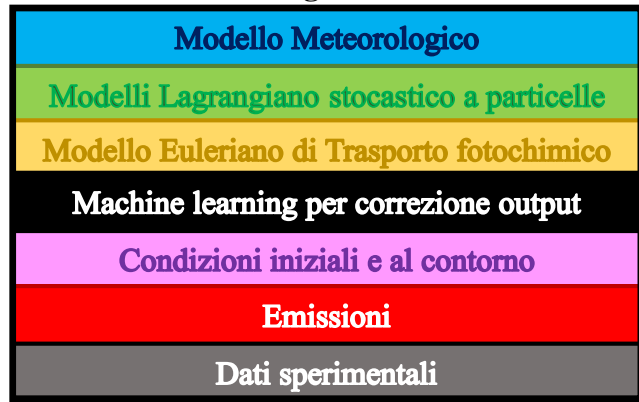 Modello Meteorologico
Modelli Lagrangiano stocastico a particelle
Modello Euleriano di Trasporto fotochimico
Machine learning per correzione output
Condizioni iniziali e al contorno
Emissioni
Dati sperimentali